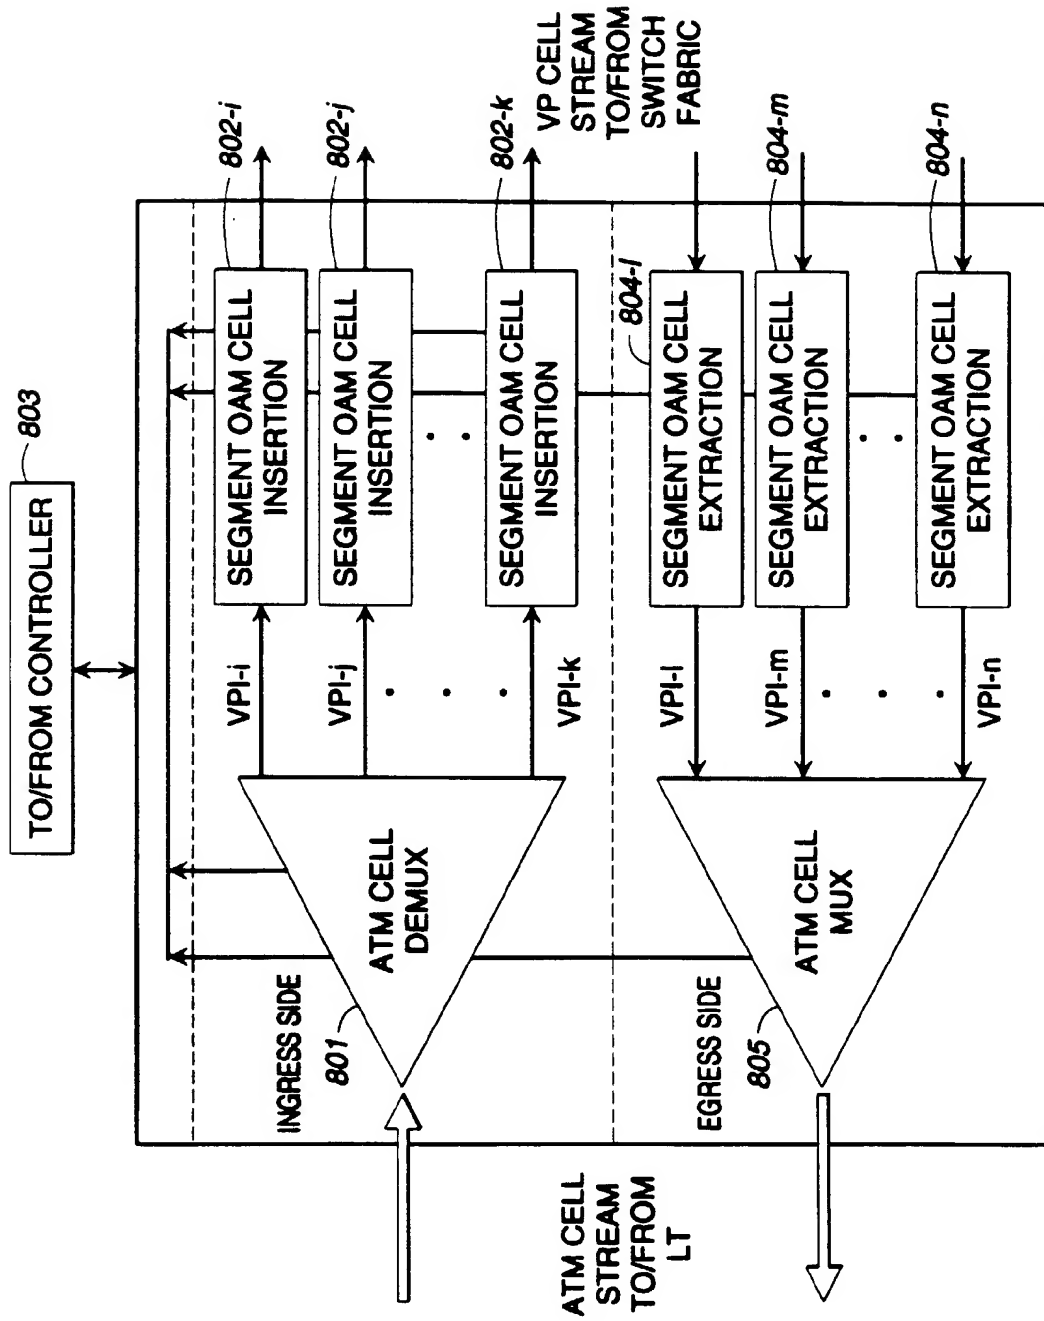 TO/FROM CONTROLLER
803
INGRESS SIDE
801
ATM CELL
DEMUX
VPI-i
VPI-j
VPI-k
SEGMENT OAM CELL
INSERTION
802-i
SEGMENT OAM CELL
INSERTION
802-j
SEGMENT OAM CELL
INSERTION
802-k
ATM CELL
STREAM
TO/FROM
LT
VP CELL
STREAM
TO/FROM
SWITCH
FABRIC
EGRESS SIDE
805
ATM CELL
MUX
VPI-l
VPI-m
VPI-n
SEGMENT OAM CELL
EXTRACTION
804-l
SEGMENT OAM CELL
EXTRACTION
804-m
SEGMENT OAM CELL
EXTRACTION
804-n